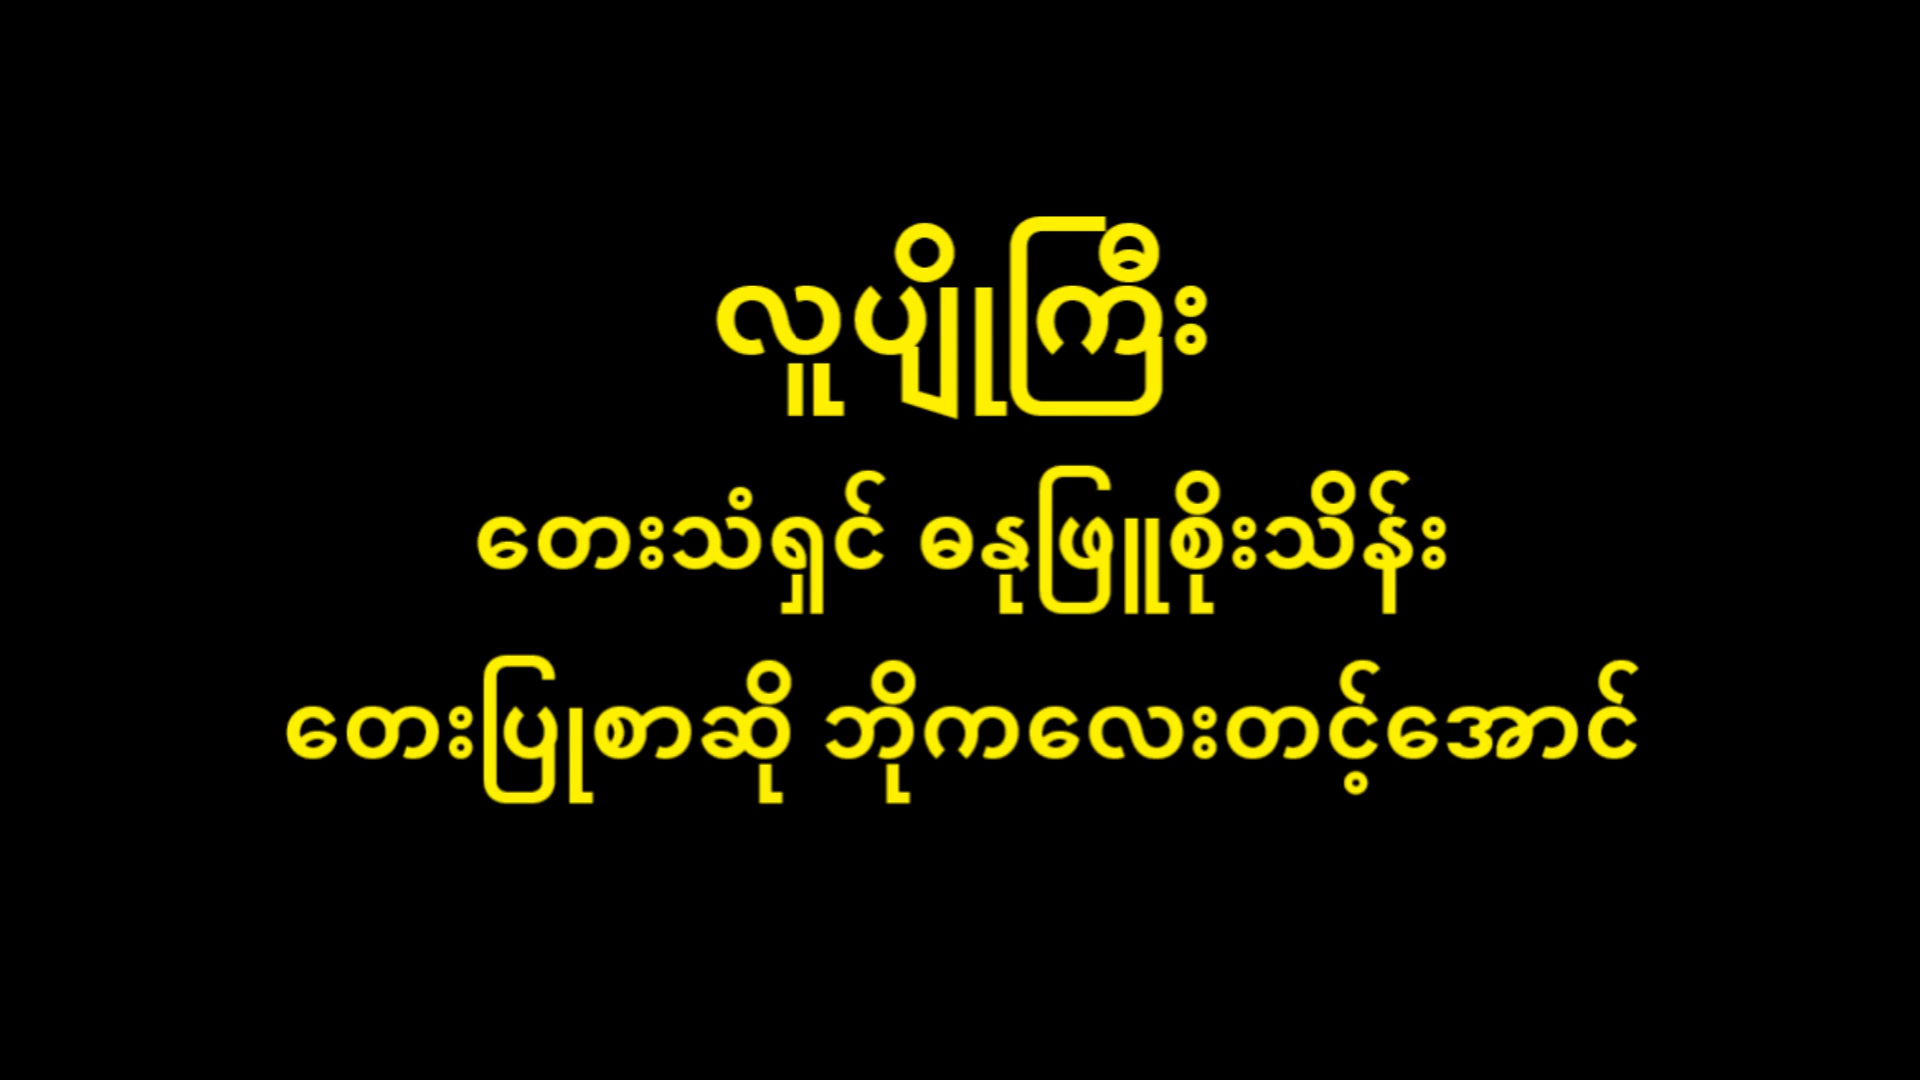 လူပျိုကြီး
တေးသံရှင် ဓနုဖြူစိုးသိန်း
တေးပြုစာဆို ဘိုကလေးတင့်အောင်